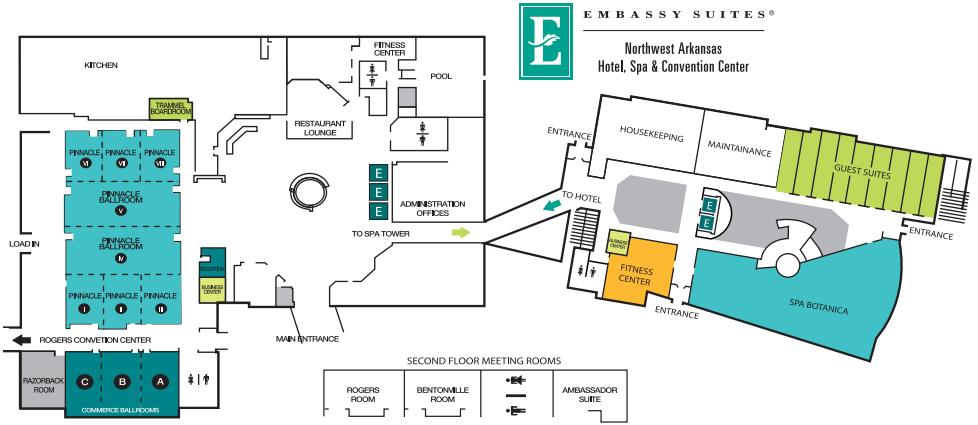 EMBASSY SUITES®
Northwest Arkansas
Hotel, Spa & Convention Center
KITCHEN
FITNESS
CENTER
POOL
TRAMMEL
BOARDROOM
RESTAURANT
LOUNGE
PINNACLE
VI
PINNACLE
VII
PINNACLE
VIII
PINNACLE
BALLROOM
V
PINNACLE
BALLROOM
IV
PINNACLE
I
PINNACLE
II
PINNACLE
III
LOAD IN
E
E
E
ADMINISTRATION
OFFICES
TO SPA TOWER
RECEPTION
BUSINESS
CENTER
MAIN ENTRANCE
ROGERS CONVETION CENTER
RAZORBACK
ROOM
C
B
A
COMMERCE BALLROOMS
ENTRANCE
HOUSEKEEPING
MAINTAINANCE
GUEST SUITES
TO HOTEL
E
E
ENTRANCE
BUSINESS
CENTER
FITNESS
CENTER
SPA BOTANICA
ENTRANCE
SECOND FLOOR MEETING ROOMS
ROGERS
ROOM
BENTONVILLE
ROOM
AMBASSADOR
SUITE